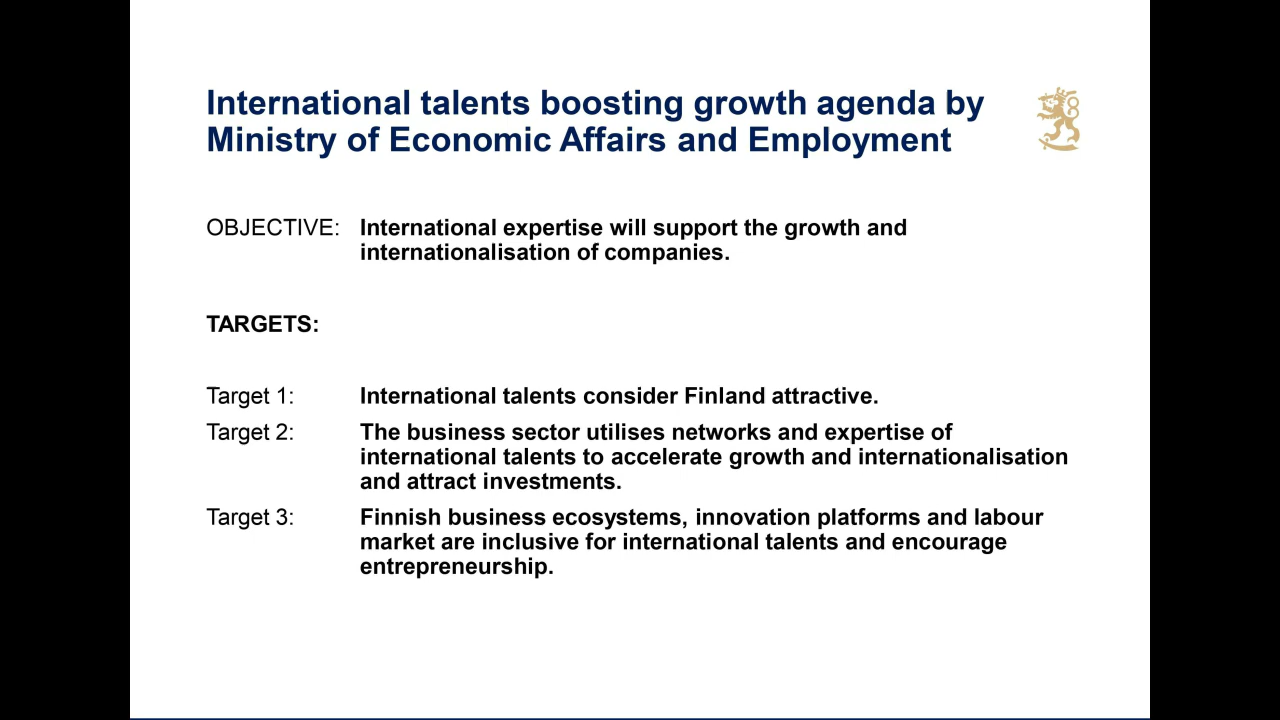 International talents boosting growth agenda by
Ministry of Economic Affairs and Employment
OBJECTIVE: International expertise will support the growth and
internationalisation of companies.
TARGETS:
Target 1: International talents consider Finland attractive.
Target 2: The business sector utilises networks and expertise of
international talents to accelerate growth and internationalisation
and attract investments.
Target 3: Finnish business ecosystems, innovation platforms and labour
market are inclusive for international talents and encourage
entrepreneurship.